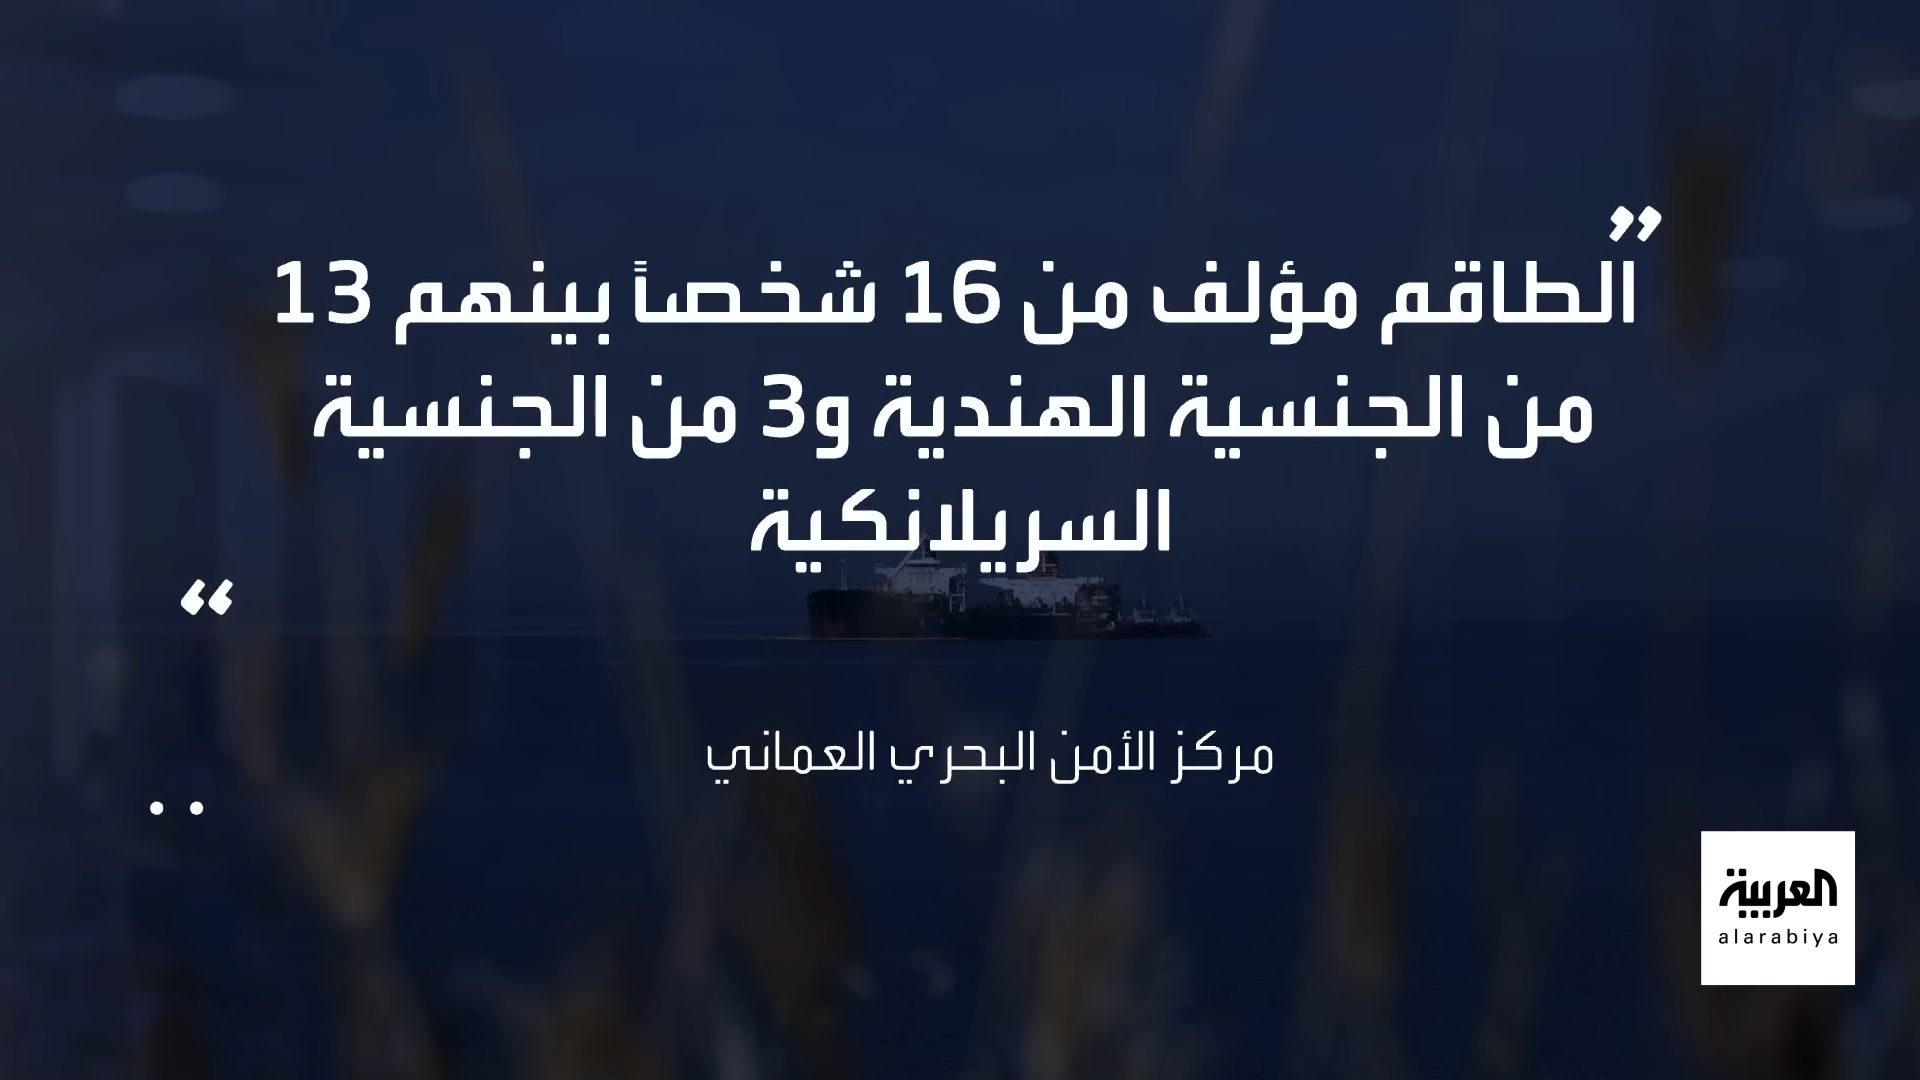 ”
الطاقم مؤلف من 16 شخصاً بينهم 13
من الجنسية الهندية و3 من الجنسية
السريلانكية
“
مركز الأمن البحري العماني
العربية
alarabiya